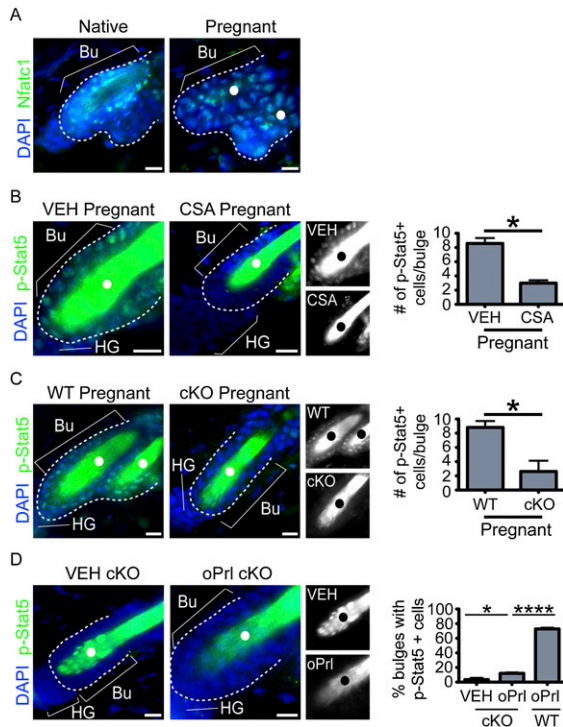 A
Native
Pregnant
DAPI Nfatc1
Bu
Bu
B
VEH Pregnant
CSA Pregnant
DAPI p-Stat5
Bu
HG
Bu
HG
VEH
CSA
# of p-Stat5+
cells/bulge
10
8
6
4
2
0
*
VEH CSA
Pregnant
C
WT Pregnant
cKO Pregnant
DAPI p-Stat5
Bu
HG
HG
Bu
WT
cKO
# of p-Stat5+
cells/bulge
10
8
6
4
2
0
*
WT cKO
Pregnant
D
VEH cKO
oPrl cKO
DAPI p-Stat5
HG
Bu
Bu
HG
VEH
oPrl
% bulges with
p-Stat5 + cells
100
80
60
40
20
0
* ****
VEH oPrl oPrl
cKO WT